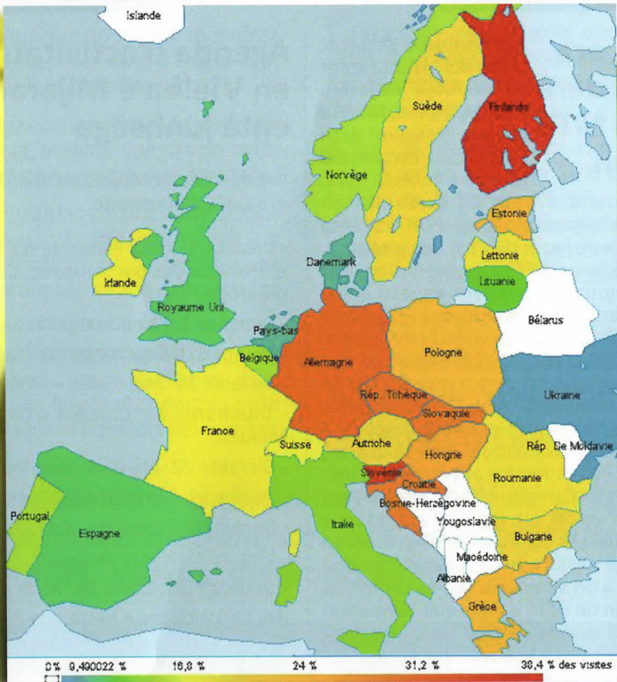 Islande
Suède
Finlande
Norvège
Estonie
Lettonie
Danemark
Lituanie
Irlande
Royaume Uni
Bélarus
Pays-bas
Belgique
Allemagne
Pologne
Rép. Tchèque
Ukraine
Slovaquie
France
Suisse
Autriche
Hongrie
Rép. De Moldavie
Slovénie
Croatie
Roumanie
Bosnie-Herzégovine
Portugal
Espagne
Italie
Yougoslavie
Bulgarie
Macédoine
Albanie
Grèce
0% 9,490022 % 16,8 % 24 % 31,2 % 38,4 % des visites